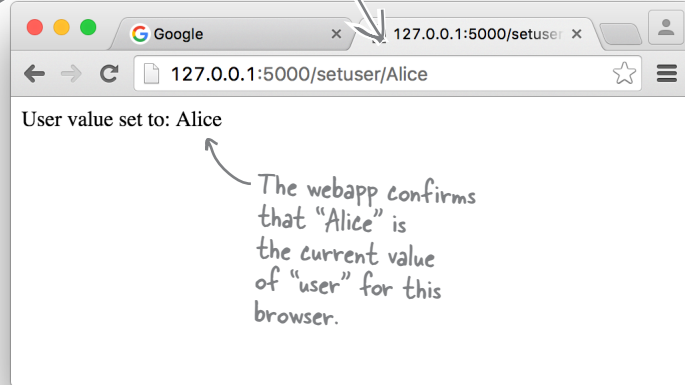 Google
127.0.0.1:5000/setuser
127.0.0.1:5000/setuser/Alice
User value set to: Alice
The webapp confirms
that “Alice” is
the current value
of “user” for this
browser.